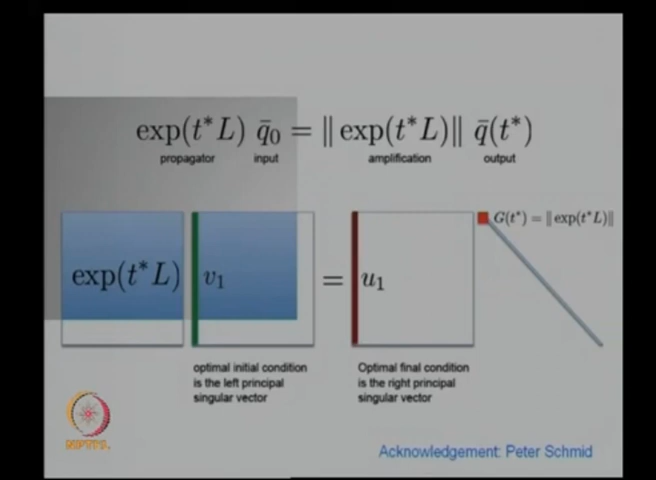 exp(t*L) q̄₀ = ‖ exp(t*L)‖ q̄(t*)
propagator input amplification output
G(t*) = ‖exp(t*L)‖
exp(t*L) v₁ = u₁
optimal initial condition
is the left principal
singular vector
Optimal final condition
is the right principal
singular vector
NPTEL
Acknowledgement: Peter Schmid